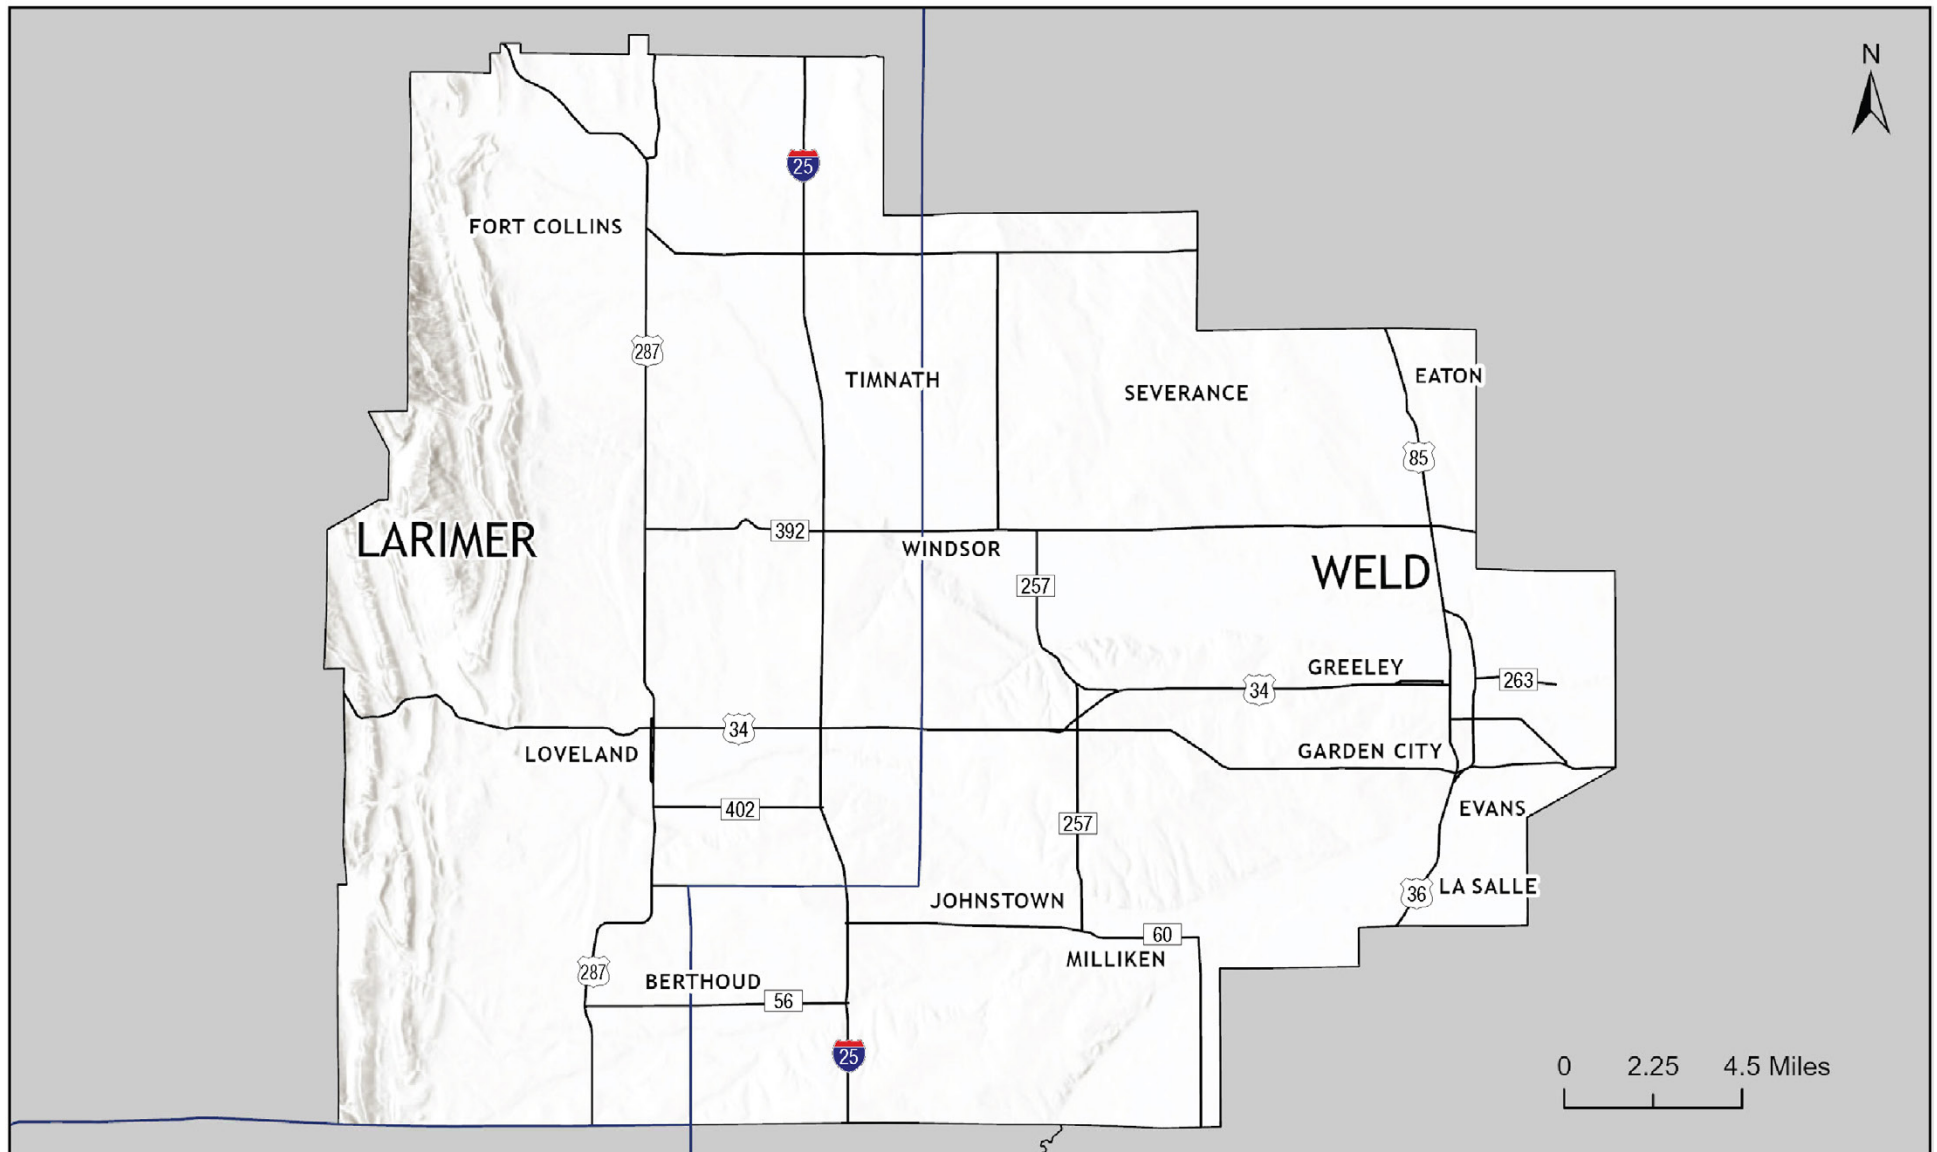 N
25
FORT COLLINS
287
TIMNATH
SEVERANCE
EATON
85
LARIMER
392
WINDSOR
257
WELD
GREELEY
263
34
34
LOVELAND
GARDEN CITY
402
257
EVANS
36
LA SALLE
JOHNSTOWN
60
MILLIKEN
287
BERTHOUD
56
25
0 2.25 4.5 Miles